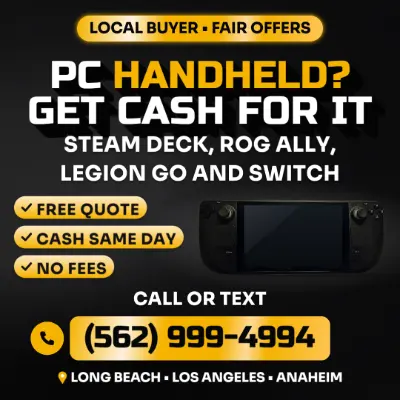 LOCAL BUYER • FAIR OFFERS
PC HANDHELD?
GET CASH FOR IT
STEAM DECK, ROG ALLY,
LEGION GO AND SWITCH
FREE QUOTE
CASH SAME DAY
NO FEES
CALL OR TEXT
(562) 999-4994
LONG BEACH • LOS ANGELES • ANAHEIM